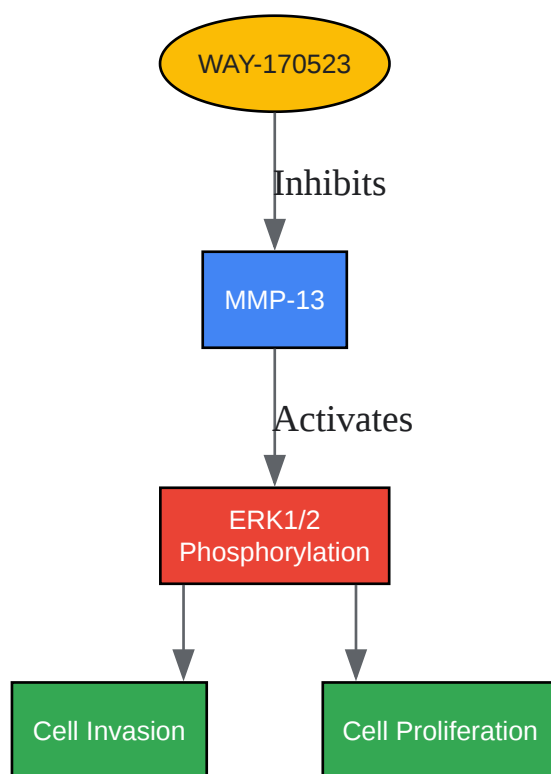 WAY-170523
Inhibits
MMP-13
Activates
ERK1/2
Phosphorylation
Cell Invasion
Cell Proliferation